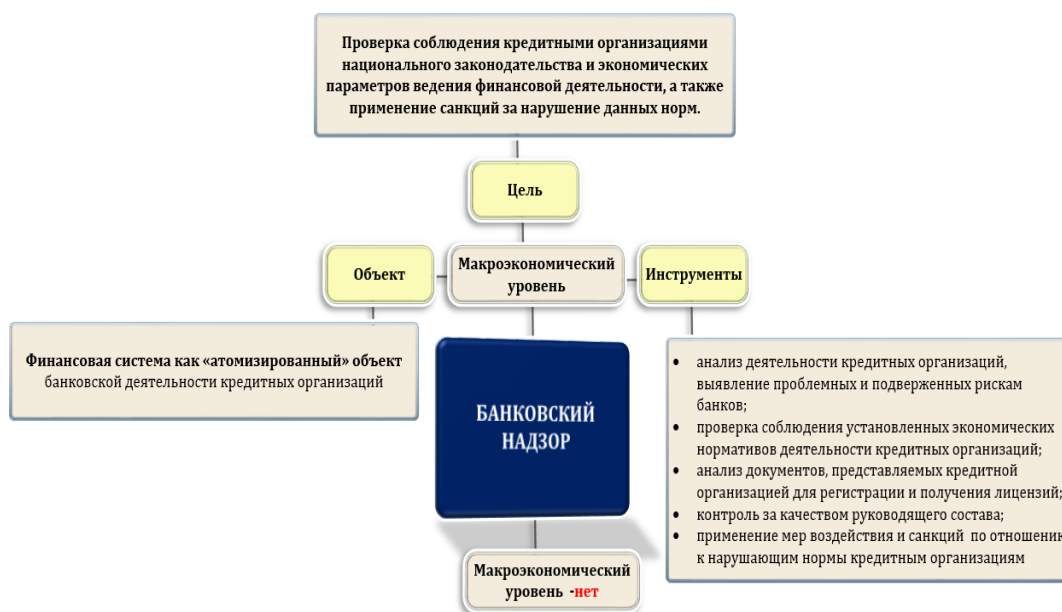 Проверка соблюдения кредитными организациями
национального законодательства и экономических
параметров ведения финансовой деятельности, а также
применение санкций за нарушение данных норм.
Цель
Объект
Макроэкономический
уровень
Инструменты
Финансовая система как «атомизированный» объект
банковской деятельности кредитных организаций
БАНКОВСКИЙ
НАДЗОР
• анализ деятельности кредитных организаций,
выявление проблемных и подверженных рискам
банков;
• проверка соблюдения установленных экономических
нормативов деятельности кредитных организаций;
• анализ документов, представляемых кредитной
организацией для регистрации и получения лицензий;
• контроль за качеством руководящего состава;
• применение мер воздействия и санкций по отношению
к нарушающим нормы кредитным организациям
Макроэкономический
уровень -нет